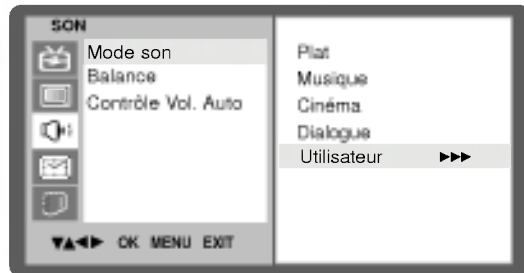 SON
Mode son
Balance
Contrôle Vol. Auto
▼▲◀▶ OK MENU EXIT
Plat
Musique
Cinéma
Dialogue
Utilisateur ▶▶▶